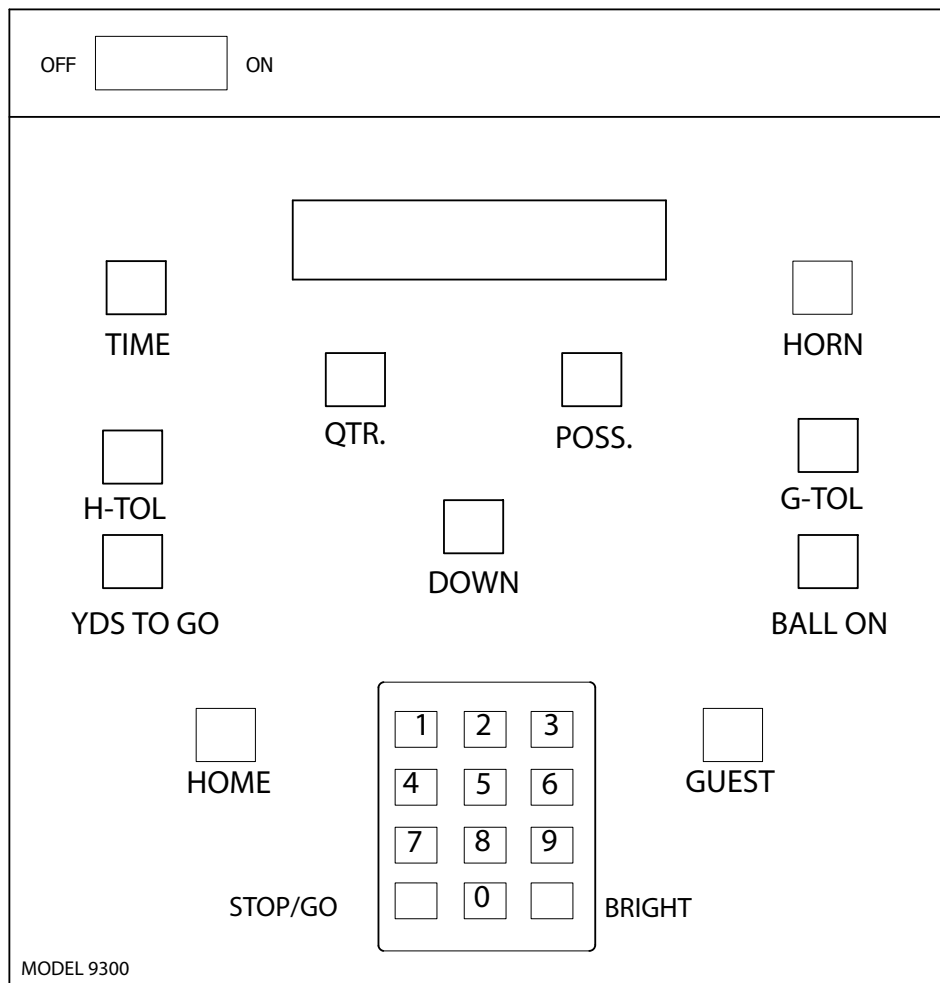 OFF ON
TIME
HORN
QTR.
POSS.
H-TOL
G-TOL
DOWN
YDS TO GO
BALL ON
1 2 3
HOME
GUEST
4 5 6
7 8 9
STOP/GO
0
BRIGHT
MODEL 9300